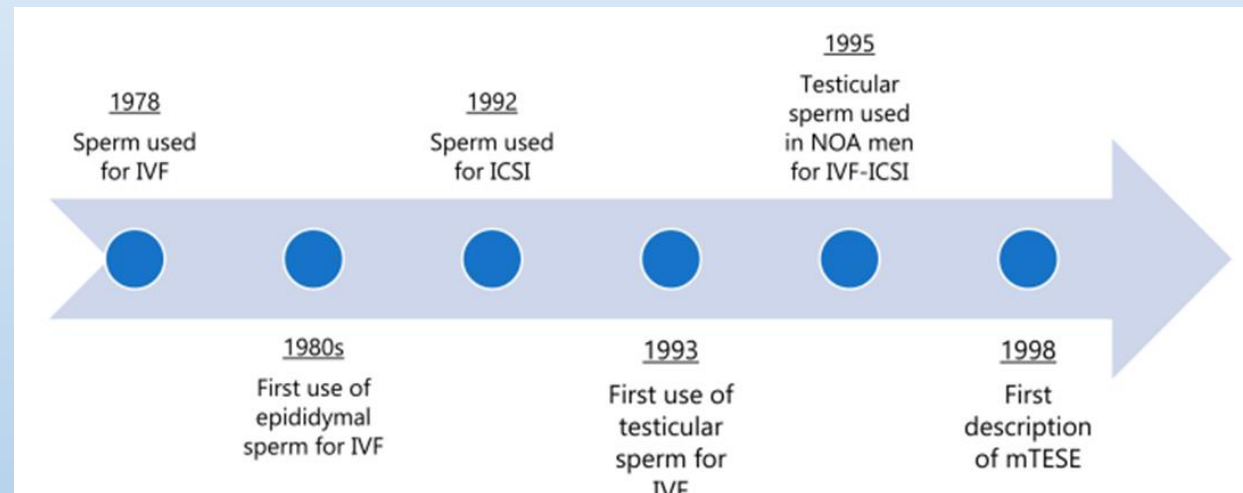 1978
Sperm used
for IVF
1980s
First use of
epididymal
sperm for IVF
1992
Sperm used
for ICSI
1993
First use of
testicular
sperm for
IVF
1995
Testicular
sperm used
in NOA men
for IVF-ICSI
1998
First
description
of mTESE